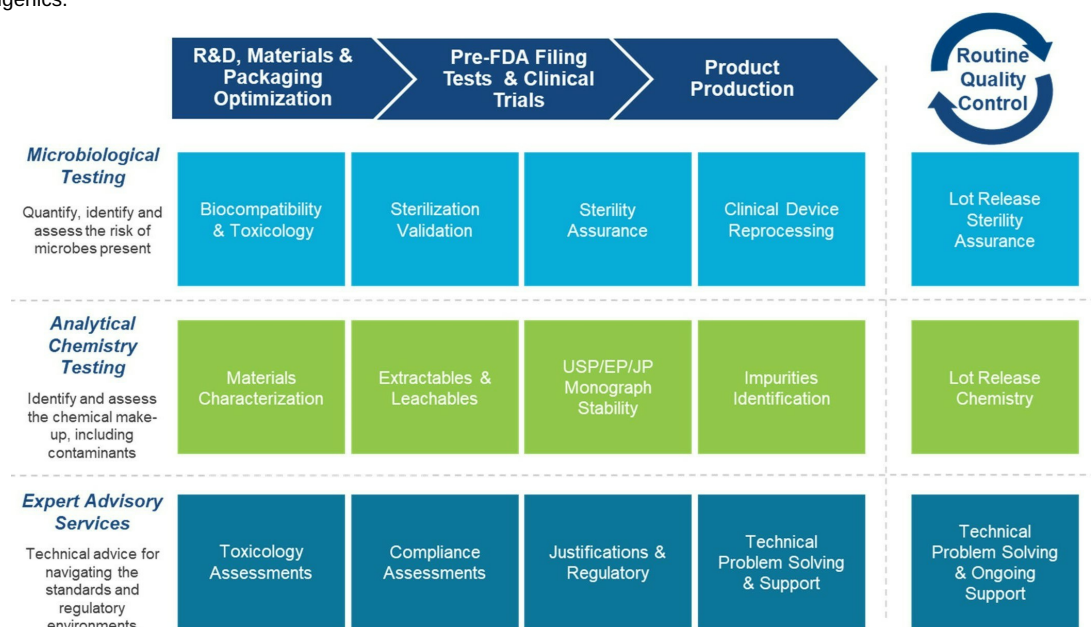 R&D, Materials &
Packaging
Optimization
Pre-FDA Filing
Tests & Clinical
Trials
Product
Production
Routine
Quality
Control
Microbiological
Testing
Quantify, identify and
assess the risk of
microbes present
Biocompatibility
& Toxicology
Sterilization
Validation
Sterility
Assurance
Clinical Device
Reprocessing
Lot Release
Sterility
Assurance
Analytical
Chemistry
Testing
Identify and assess
the chemical make-
up, including
contaminants
Materials
Characterization
Extractables &
Leachables
USP/EP/JP
Monograph
Stability
Impurities
Identification
Lot Release
Chemistry
Expert Advisory
Services
Technical advice for
navigating the
standards and
regulatory
environments
Toxicology
Assessments
Compliance
Assessments
Justifications &
Regulatory
Technical
Problem Solving
& Support
Technical
Problem Solving
& Ongoing
Support